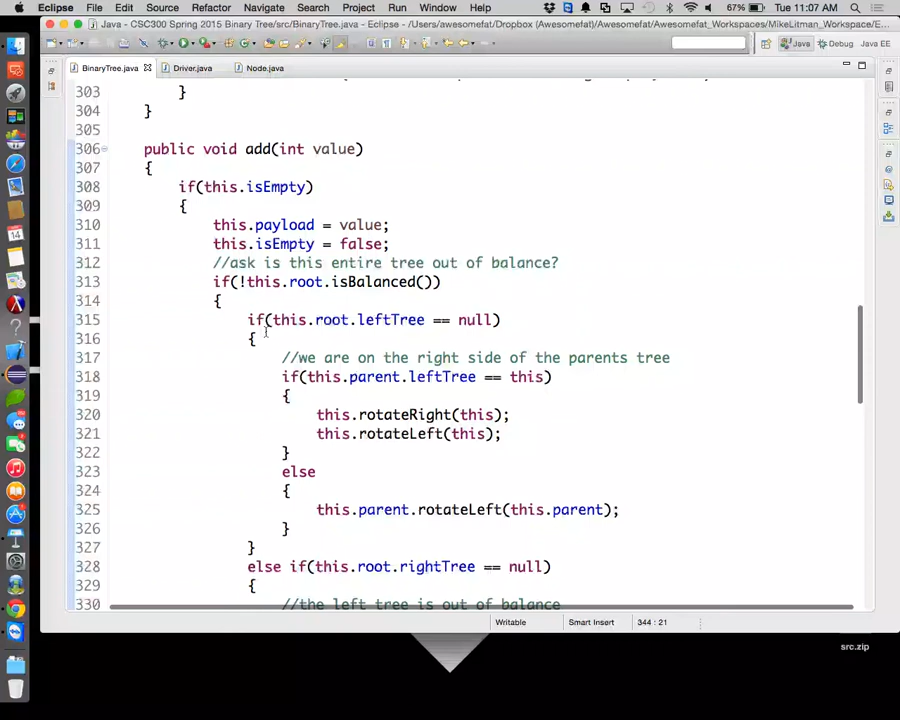 Eclipse File Edit Source Refactor Navigate Search Project Run Window Help 67% Tue 11:07 AM
Java - CSC300 Spring 2015 Binary Tree/src/BinaryTree.java - Eclipse - /Users/awesomefat/Dropbox (Awesomefat)/Awesomefat_Workspaces/MikeLitman_Workspace/E...
Java Debug Java EE
BinaryTree.java Driver.java Node.java
303 }
304 }
305
306 public void add(int value)
307 {
308 if(this.isEmpty)
309 {
310 this.payload = value;
311 this.isEmpty = false;
312 //ask is this entire tree out of balance?
313 if(!this.root.isBalanced())
314 {
315 if(this.root.leftTree == null)
316 {
317 //we are on the right side of the parents tree
318 if(this.parent.leftTree == this)
319 {
320 this.rotateRight(this);
321 this.rotateLeft(this);
322 }
323 else
324 {
325 this.parent.rotateLeft(this.parent);
326 }
327 }
328 else if(this.root.rightTree == null)
329 {
330 //the left tree is out of balance
Writable Smart Insert 344 : 21
src.zip